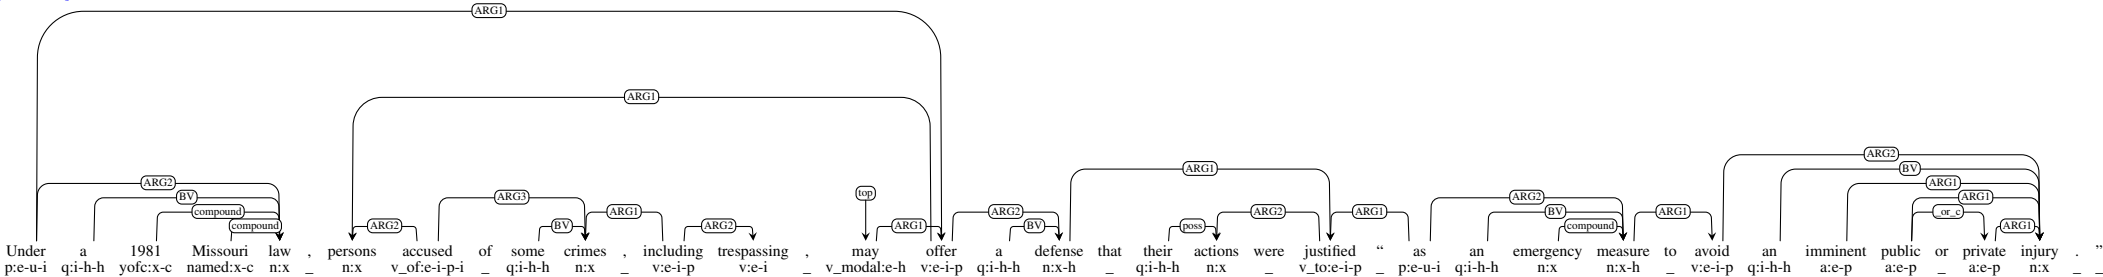 ARG1
ARG1
ARG2
ARG1
ARG2
BV
ARG3
top
BV
compound
ARG1
ARG2
BV
ARG1
ARG1
compound
ARG2
BV
poss
ARG2
ARG1
BV
ARG1
_or_c
compound
ARG2
BV
ARG1
ARG2
ARG1
compound
ARG1
ARG1
Under a 1981 Missouri law , persons accused of some crimes , including trespassing , may offer a defense that their actions were justified “ as an emergency measure to avoid an imminent public or private injury . ”
p:e-u-i q:i-h-h yofc:x-c named:x-c n:x _ n:x v_of:e-i-p-i _ q:i-h-h n:x _ v:e-i-p v:e-i _ v_modal:e-h v:e-i-p q:i-h-h n:x-h _ q:i-h-h n:x _ v_to:e-i-p _ p:e-u-i q:i-h-h n:x n:x-h _ v:e-i-p q:i-h-h a:e-p a:e-p _ a:e-p n:x _ _